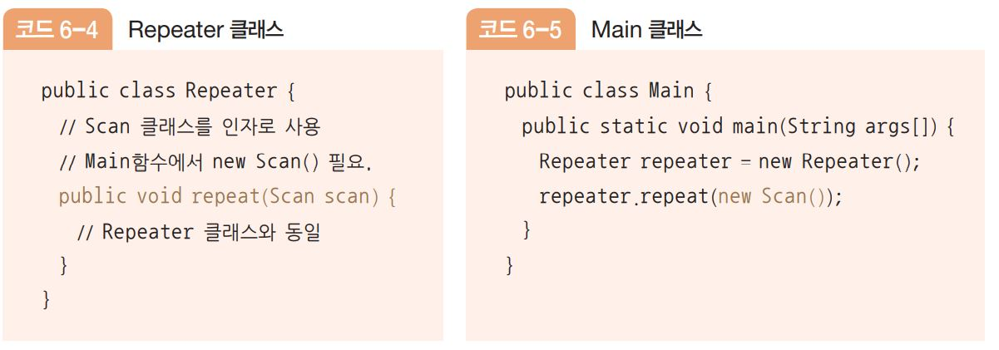 코드 6-4 Repeater 클래스
public class Repeater {
// Scan 클래스를 인자로 사용
// Main함수에서 new Scan() 필요.
public void repeat(Scan scan) {
// Repeater 클래스와 동일
}
}
코드 6-5 Main 클래스
public class Main {
public static void main(String args[]) {
Repeater repeater = new Repeater();
repeater.repeat(new Scan());
}
}